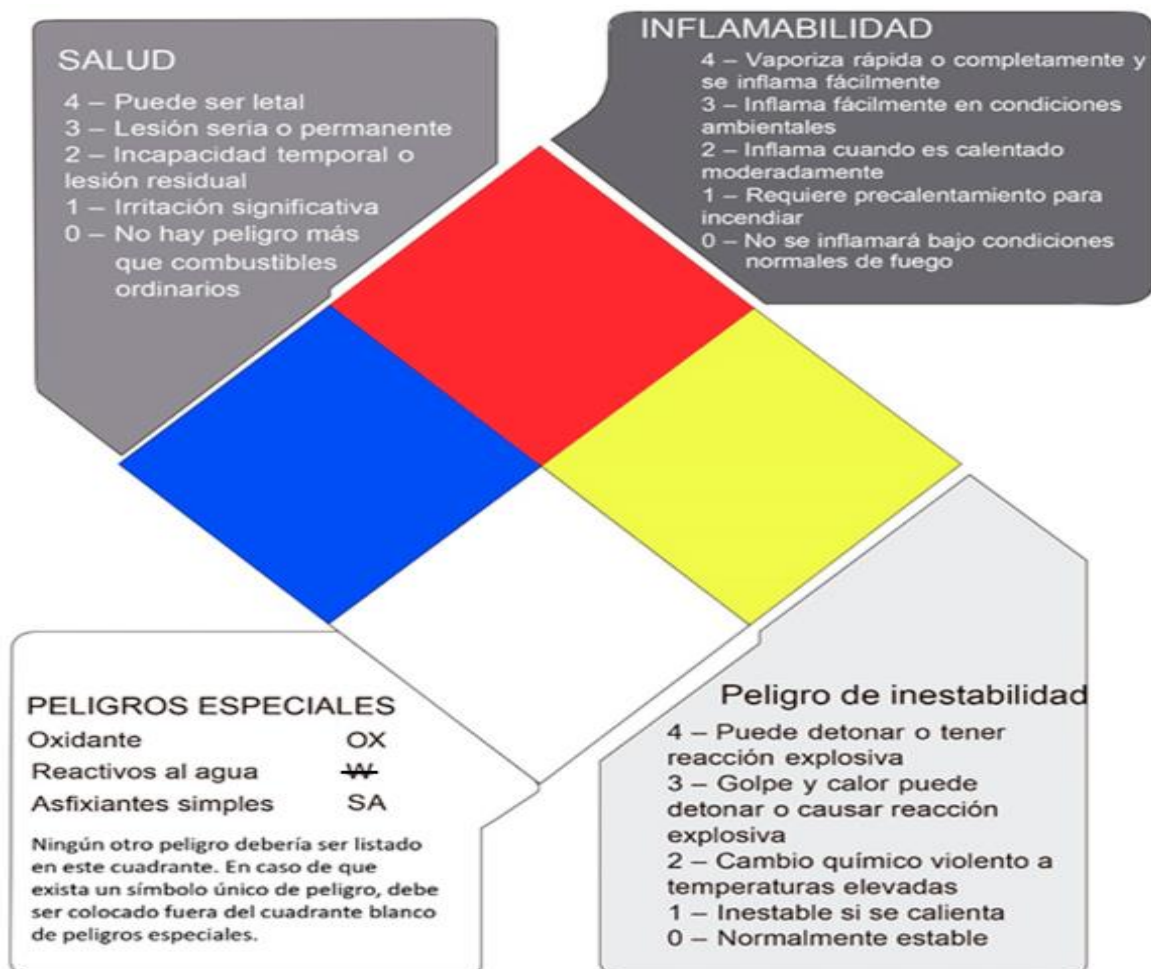 SALUD
4 – Puede ser letal
3 – Lesión seria o permanente
2 – Incapacidad temporal o
lesión residual
1 – Irritación significativa
0 – No hay peligro más
que combustibles
ordinarios
INFLAMABILIDAD
4 – Vaporiza rápida o completamente y
se inflama fácilmente
3 – Inflama fácilmente en condiciones
ambientales
2 – Inflama cuando es calentado
moderadamente
1 – Requiere precalentamiento para
incendiar
0 – No se inflamará bajo condiciones
normales de fuego
PELIGROS ESPECIALES
Oxidante OX
Reactivos al agua W
Asfixiantes simples SA
Ningún otro peligro debería ser listado
en este cuadrante. En caso de que
exista un símbolo único de peligro, debe
ser colocado fuera del cuadrante blanco
de peligros especiales.
Peligro de inestabilidad
4 – Puede detonar o tener
reacción explosiva
3 – Golpe y calor puede
detonar o causar reacción
explosiva
2 – Cambio químico violento a
temperaturas elevadas
1 – Inestable si se calienta
0 – Normalmente estable